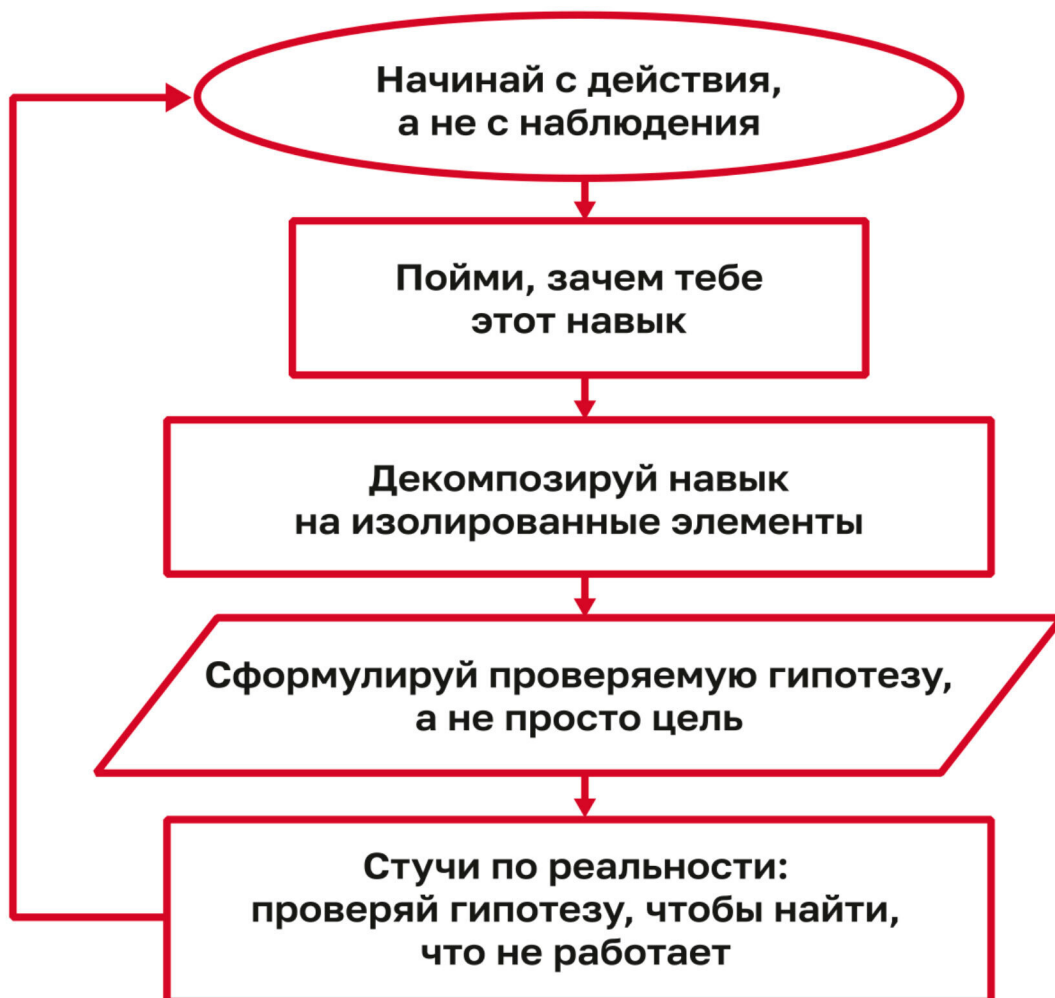 Начинай с действия,
а не с наблюдения
Пойми, зачем тебе
этот навык
Декомпозируй навык
на изолированные элементы
Сформулируй проверяемую гипотезу,
а не просто цель
Стучи по реальности:
проверяй гипотезу, чтобы найти,
что не работает